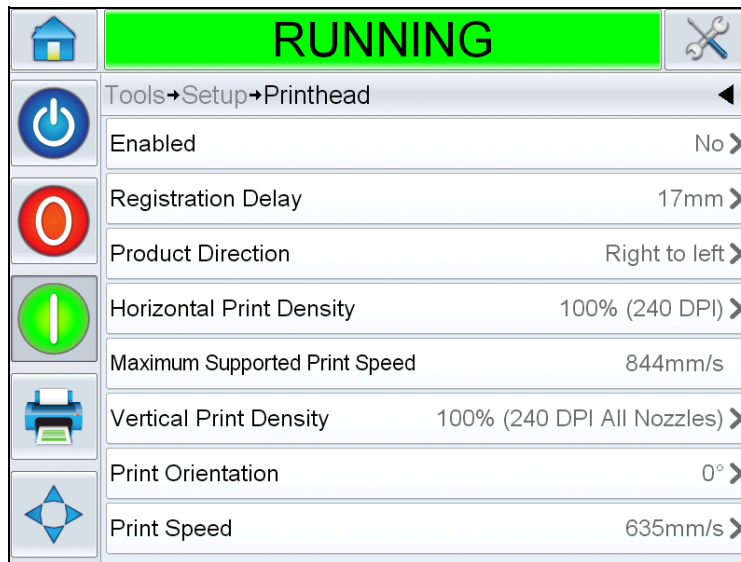 RUNNING
Tools→Setup→Printhead
Enabled No
Registration Delay 17mm
Product Direction Right to left
Horizontal Print Density 100% (240 DPI)
Maximum Supported Print Speed 844mm/s
Vertical Print Density 100% (240 DPI All Nozzles)
Print Orientation 0°
Print Speed 635mm/s